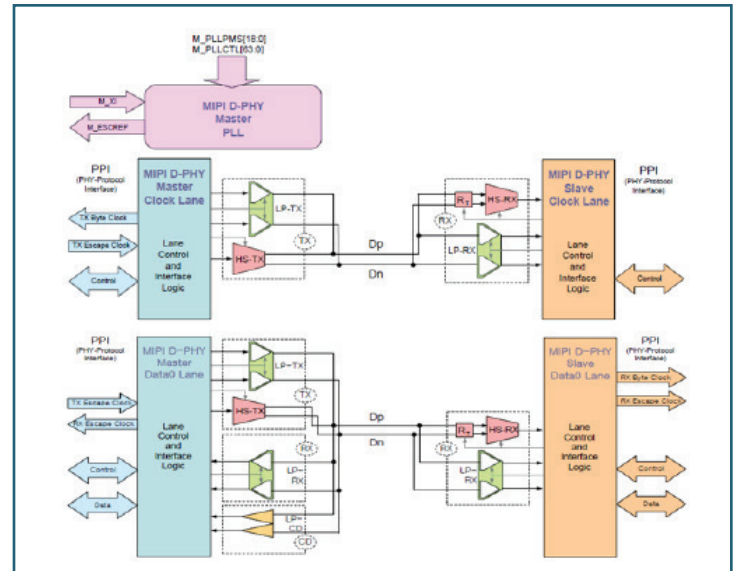 M_PLLPMS[18:0]
M_PLLCTL[63:0]
M_XI
M_ESCREF
MIPI D-PHY
Master
PLL
PPI
(PHY-Protocol
Interface)
TX Byte Clock
TX Escape Clock
Control
MIPI D-PHY
Master
Clock Lane
Lane
Control
and
Interface
Logic
LP-TX
TX
HS-TX
Dp
Dn
RT
HS-RX
RX
LP-RX
MIPI D-PHY
Slave
Clock Lane
Lane
Control
and
Interface
Logic
PPI
(PHY-Protocol
Interface)
Control
PPI
(PHY-Protocol
Interface)
TX Escape Clock
RX Escape Clock
Control
Data
MIPI D-PHY
Master
Data0 Lane
Lane
Control
and
Interface
Logic
LP-TX
TX
HS-TX
RX
LP-
RX
LP-
CD
CD
Dp
Dn
RT
HS-RX
RX
LP-
RX
MIPI D-PHY
Slave
Data0 Lane
Lane
Control
and
Interface
Logic
PPI
(PHY-Protocol
Interface)
RX Byte Clock
RX Escape Clock
Control
Data